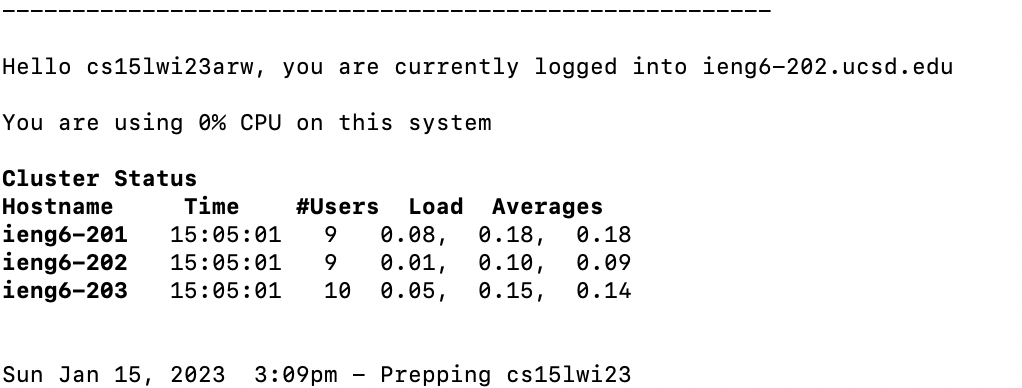 Hello cs15lwi23arw, you are currently logged into ieng6-202.ucsd.edu
You are using 0% CPU on this system
Cluster Status
Hostname     Time    #Users  Load  Averages
ieng6-201   15:05:01   9   0.08,  0.18,  0.18
ieng6-202   15:05:01   9   0.01,  0.10,  0.09
ieng6-203   15:05:01   10  0.05,  0.15,  0.14
Sun Jan 15, 2023  3:09pm - Prepping cs15lwi23